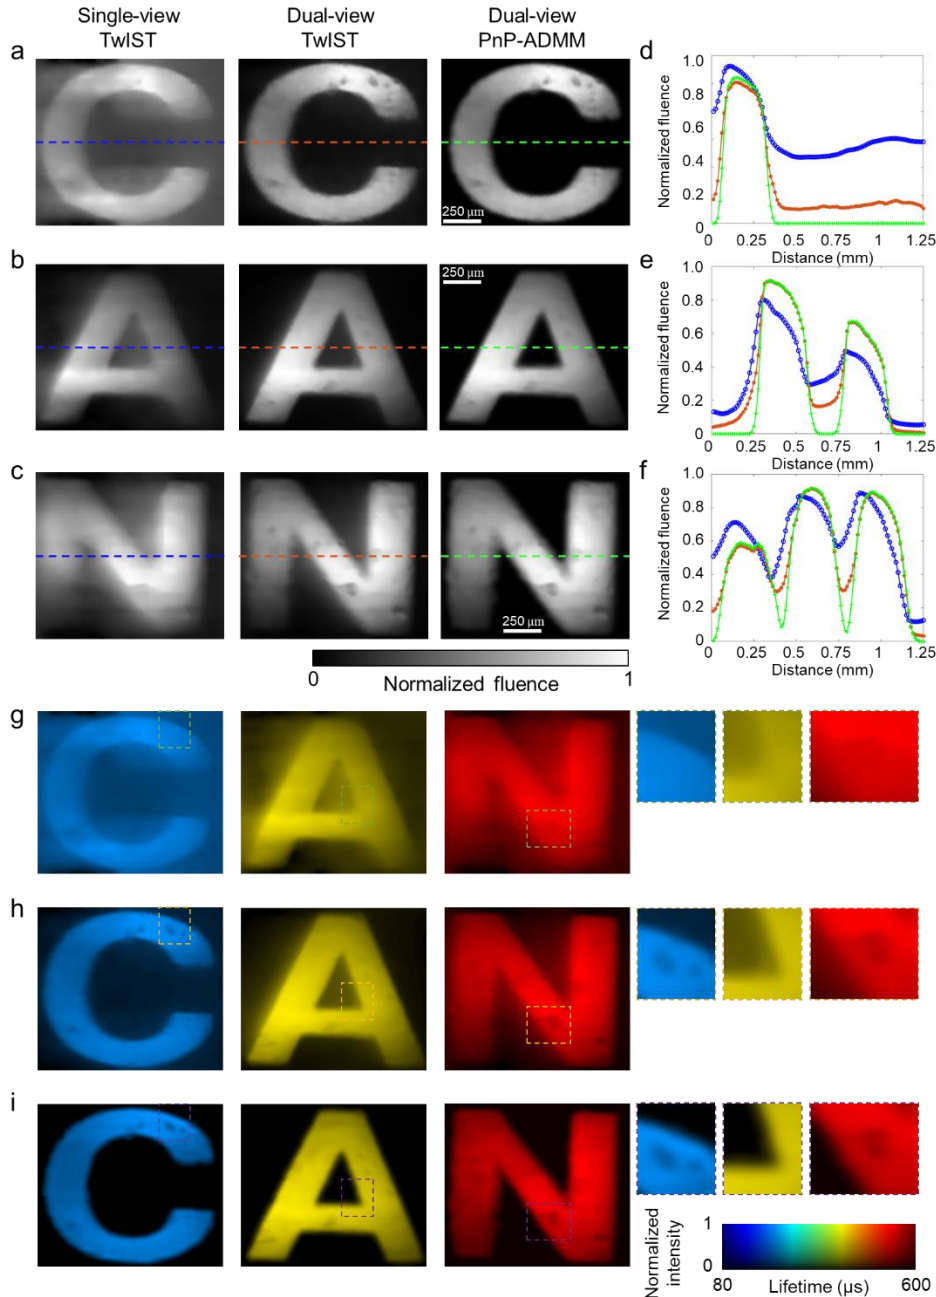 Single-view
TwIST
Dual-view
TwIST
Dual-view
PnP-ADMM
a
250 μm
d
1.0
0.8
0.6
0.4
0.2
0
Normalized fluence
0 0.25 0.5 0.75 1 1.25
Distance (mm)
b
250 μm
e
1.0
0.8
0.6
0.4
0.2
0
Normalized fluence
0 0.25 0.5 0.75 1 1.25
Distance (mm)
c
250 μm
f
1.0
0.8
0.6
0.4
0.2
0
Normalized fluence
0 0.25 0.5 0.75 1 1.25
Distance (mm)
0 1
Normalized fluence
g
C A N
h
C A N
i
C A N
Normalized
intensity
1
0
80 Lifetime (μs) 600